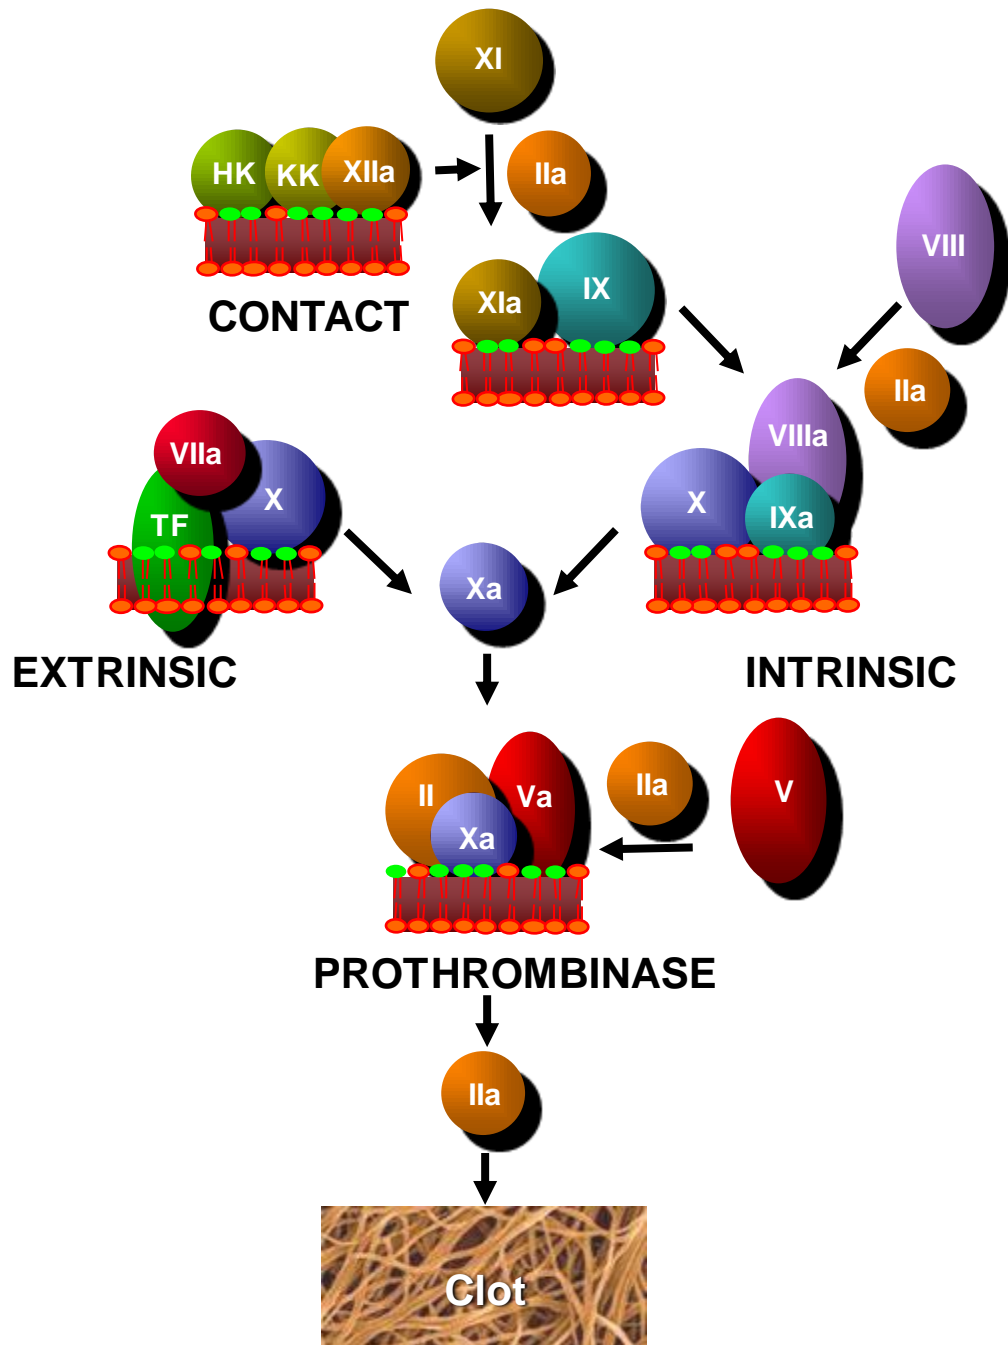 XI
HK
KK
XIIa
IIa
VIII
CONTACT
XIa
IX
IIa
VIIIa
VIIa
X
TF
X
IXa
Xa
EXTRINSIC
INTRINSIC
II
Xa
Va
IIa
V
PROTHROMBINASE
IIa
Clot